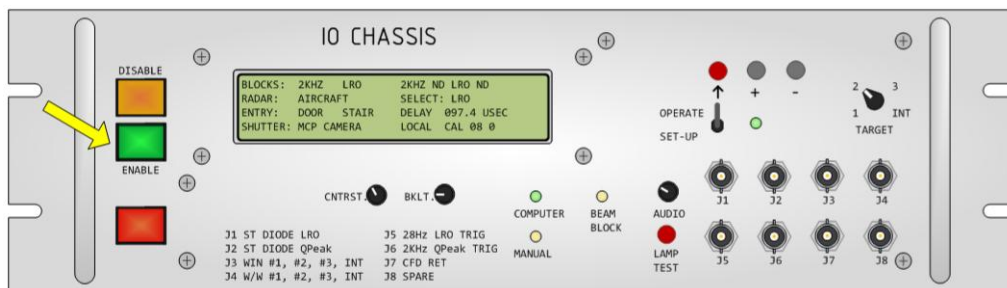 IO CHASSIS
DISABLE
ENABLE
BLOCKS: 2KHZ LRO 2KHZ ND LRO ND
RADAR: AIRCRAFT SELECT: LRO
ENTRY: DOOR STAIR DELAY 097.4 USEC
SHUTTER: MCP CAMERA LOCAL CAL 08 0
CNTRST. BKLT.
COMPUTER
BEAM
BLOCK
MANUAL
J1 ST DIODE LRO J5 28Hz LRO TRIG
J2 ST DIODE QPeak J6 2KHz QPeak TRIG
J3 WIN #1, #2, #3, INT J7 CFD RET
J4 W/W #1, #2, #3, INT J8 SPARE
+ -
OPERATE
SET-UP
2 3
1 INT
TARGET
AUDIO
LAMP
TEST
J1 J2 J3 J4
J5 J6 J7 J8